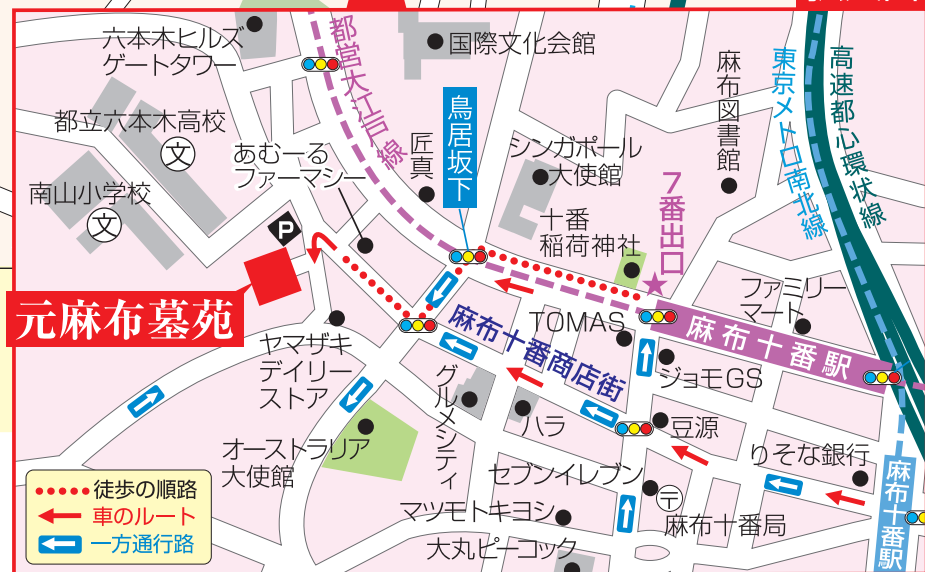 六本木ヒルズ
ゲートタワー
都営大江戸線
国際文化会館
麻布図書館
東京メトロ南北線
高速都心環状線
都立六本木高校
文
あむーる
ファーマシー
匠真
鳥居坂下
シンガポール
大使館
7番出口
南山小学校
文
P
十番
稲荷神社
元麻布墓苑
ファミリー
マート
TOMAS
麻布十番駅
麻布十番商店街
ヤマザキ
デイリー
ストア
グルメシティ
ジョモGS
ハラ
豆源
オーストラリア
大使館
セブンイレブン
りそな銀行
〒
麻布十番局
マツモトキヨシ
大丸ピーコック
麻布十番駅
徒歩の順路
車のルート
一方通行路